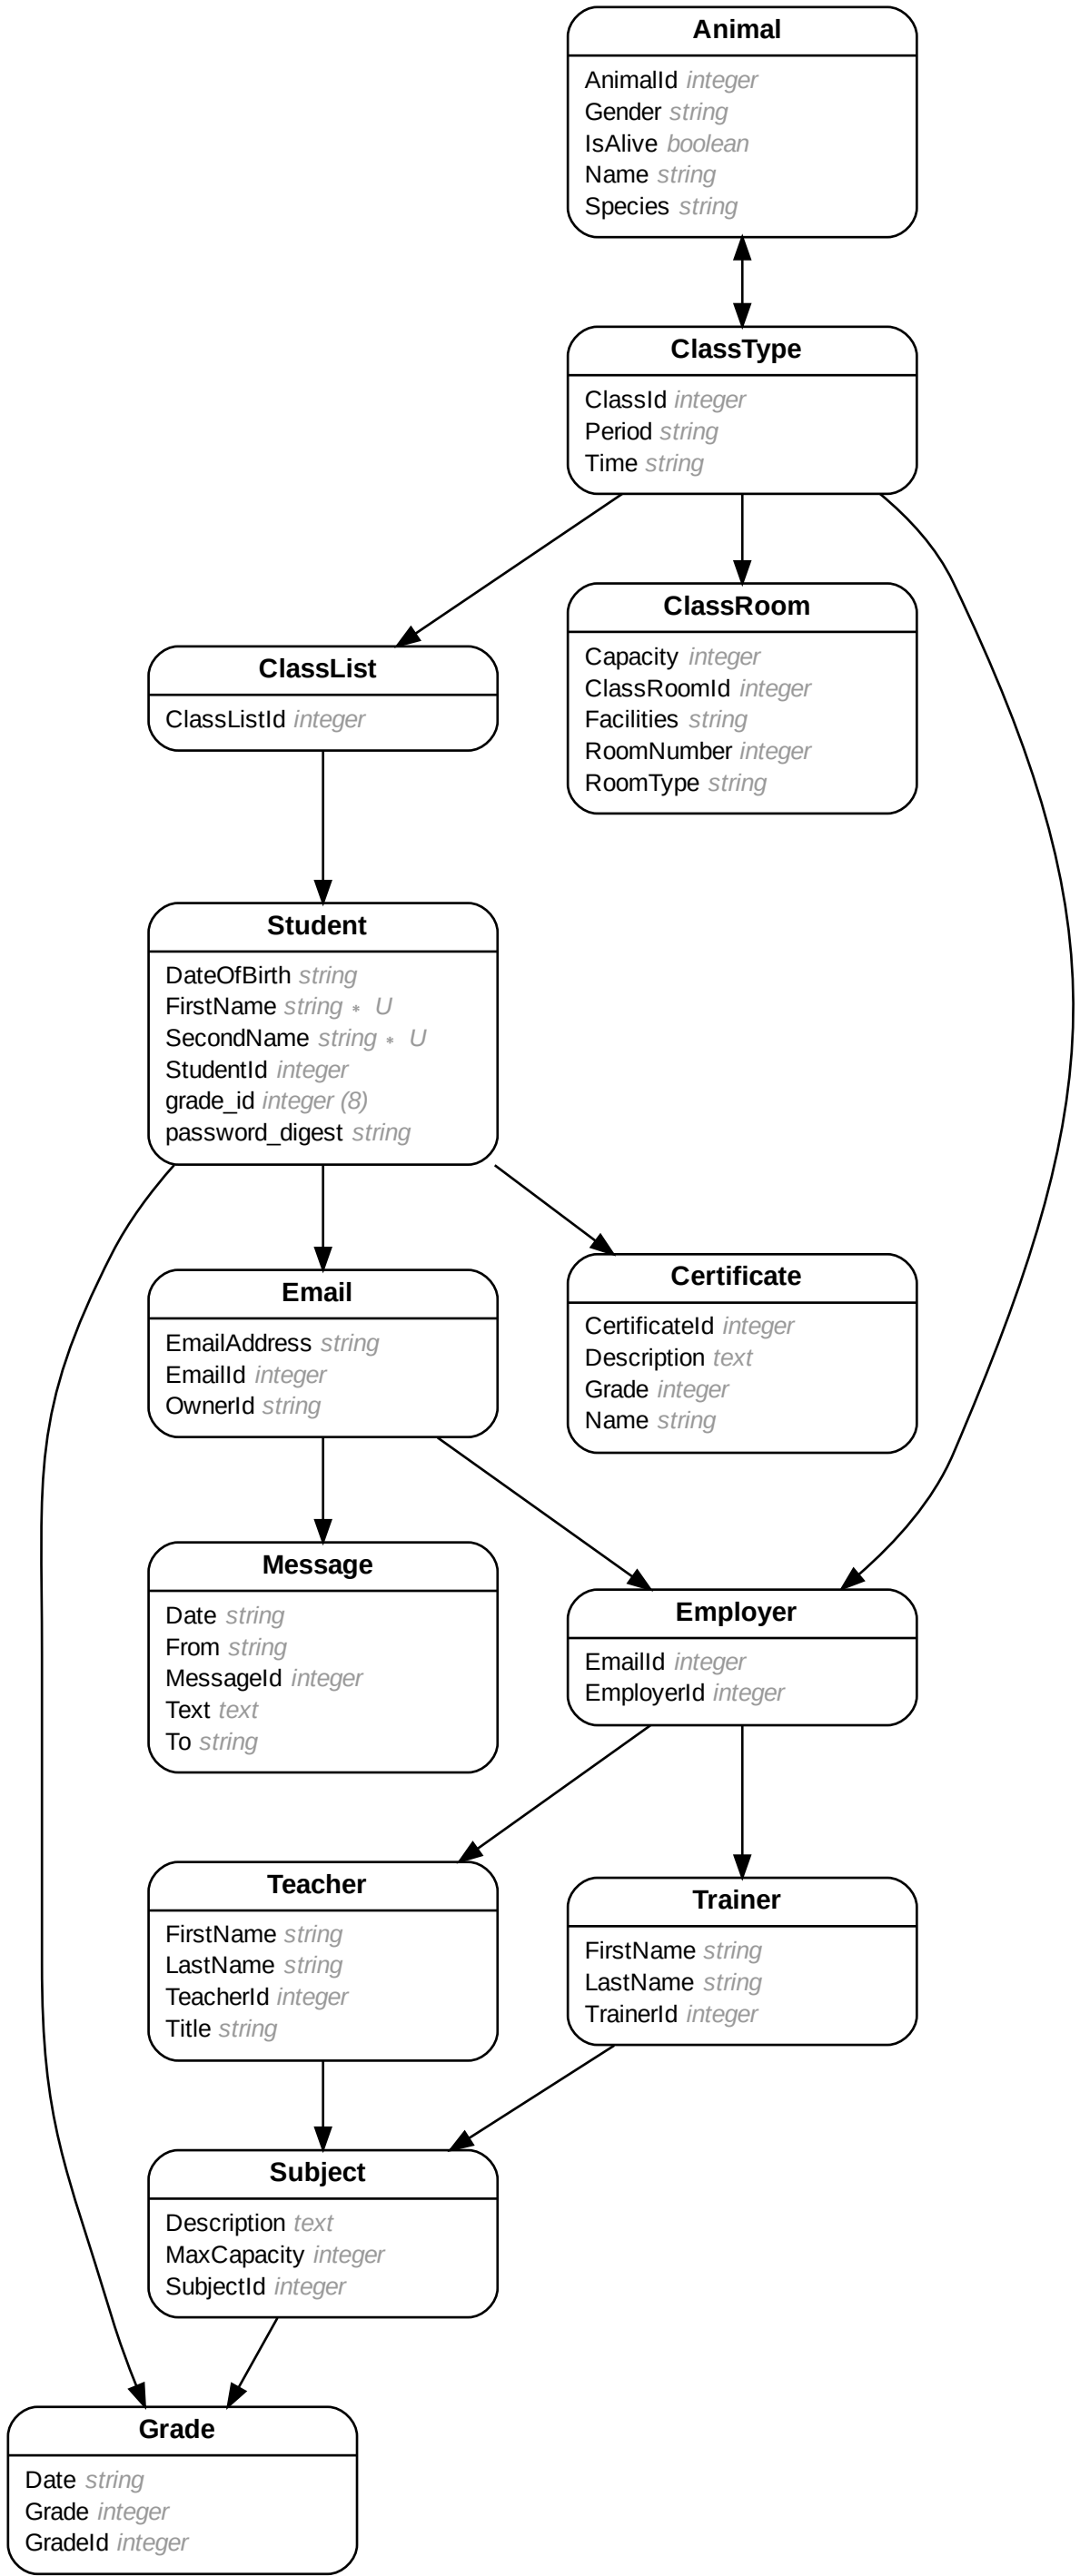 Animal
AnimalId integer
Gender string
IsAlive boolean
Name string
Species string
ClassType
ClassId integer
Period string
Time string
ClassRoom
Capacity integer
ClassRoomId integer
Facilities string
RoomNumber integer
RoomType string
ClassList
ClassListId integer
Student
DateOfBirth string
FirstName string * U
SecondName string * U
StudentId integer
grade_id integer (8)
password_digest string
Certificate
CertificateId integer
Description text
Grade integer
Name string
Email
EmailAddress string
EmailId integer
OwnerId string
Message
Date string
From string
MessageId integer
Text text
To string
Employer
EmailId integer
EmployerId integer
Teacher
FirstName string
LastName string
TeacherId integer
Title string
Trainer
FirstName string
LastName string
TrainerId integer
Subject
Description text
MaxCapacity integer
SubjectId integer
Grade
Date string
Grade integer
GradeId integer